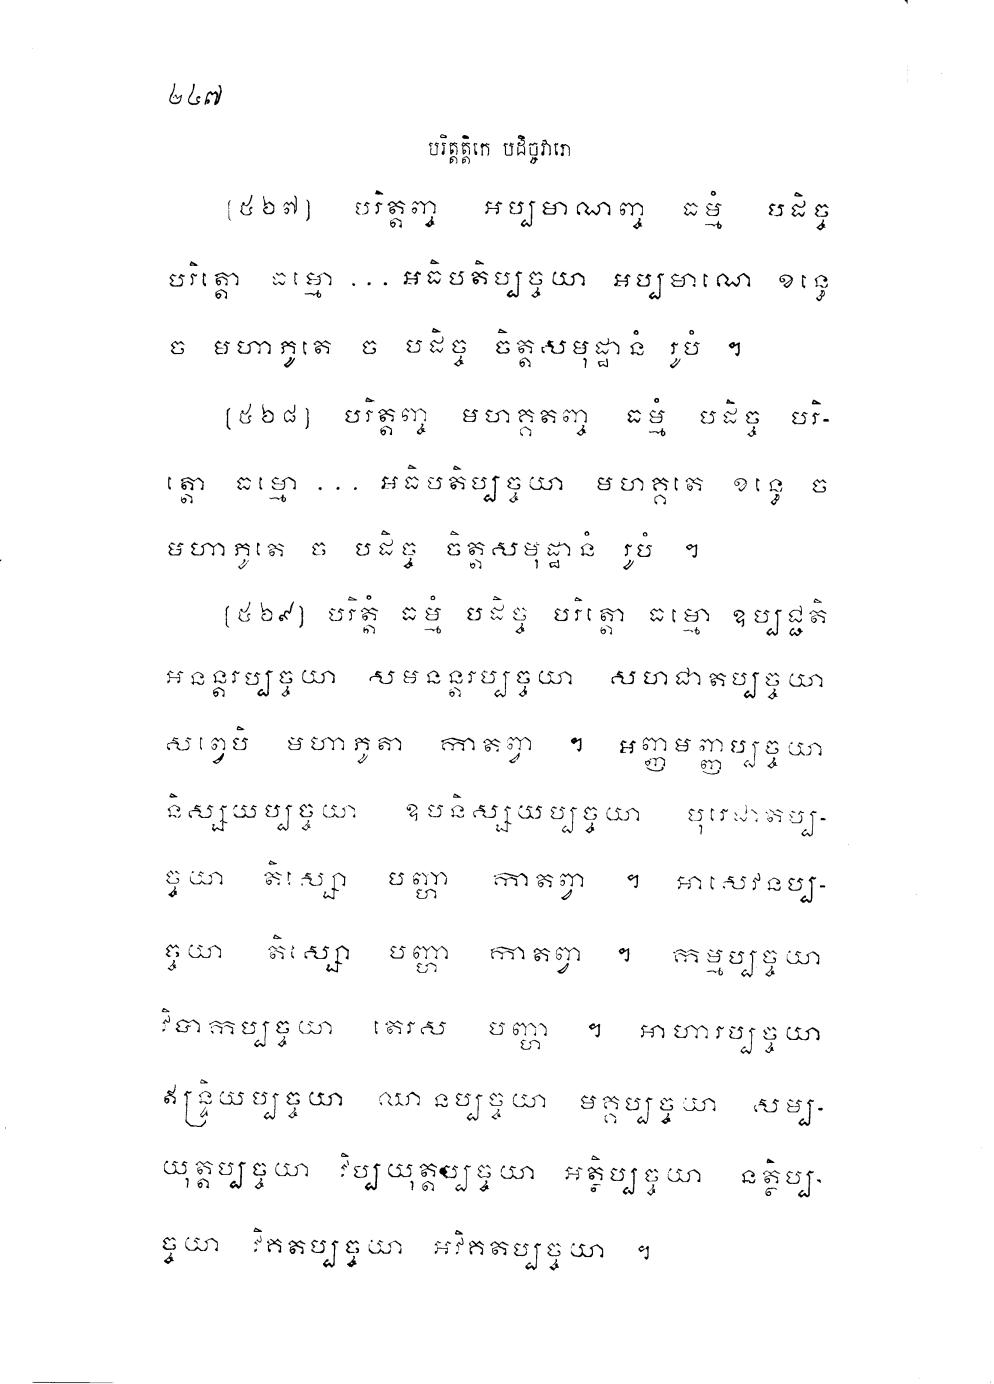 ២៤៧
បរិត្តត្តិកេ បដិច្ចវារោ
(៥២៧) បរិត្តញ្ច អប្បមាណញ្ច ធម្មំ បដិច្ច
បរិត្តោ ធម្មោ ... អធិបតិប្បច្ចយា អប្បមាណេ ខន្ធេ
ច មហាភូតេ ច បដិច្ច ចិត្តសមុដ្ឋានំ រូបំ ។
(៥២៨) បរិត្តញ្ច មហគ្គតញ្ច ធម្មំ បដិច្ច បរិ-
ត្តោ ធម្មោ ... អធិបតិប្បច្ចយា មហគ្គតេ ខន្ធេ ច
មហាភូតេ ច បដិច្ច ចិត្តសមុដ្ឋានំ រូបំ ។
(៥២៩) បរិត្តំ ធម្មំ បដិច្ច បរិត្តោ ធម្មោ ឧប្បជ្ជតិ
អនន្តរប្បច្ចយា សមនន្តរប្បច្ចយា សហជាតប្បច្ចយា
សព្វេបិ មហាភូតា កាតព្វា ។ អញ្ញមញ្ញប្បច្ចយា
និស្សយប្បច្ចយា ឧបនិស្សយប្បច្ចយា បុរេជាតប្ប-
ច្ចយា តិស្សោ បញ្ហា កាតព្វា ។ អាសេវនប្ប-
ច្ចយា តិស្សោ បញ្ហា កាតព្វា ។ កម្មប្បច្ចយា
វិបាកប្បច្ចយា តេរស បញ្ហា ។ អាហារប្បច្ចយា
ឥន្ទ្រិយប្បច្ចយា ឈានប្បច្ចយា មគ្គប្បច្ចយា សម្ប-
យុត្តប្បច្ចយា វិប្បយុត្តប្បច្ចយា អត្ថិប្បច្ចយា នត្ថិប្ប-
ច្ចយា វិគតប្បច្ចយា អវិគតប្បច្ចយា ។